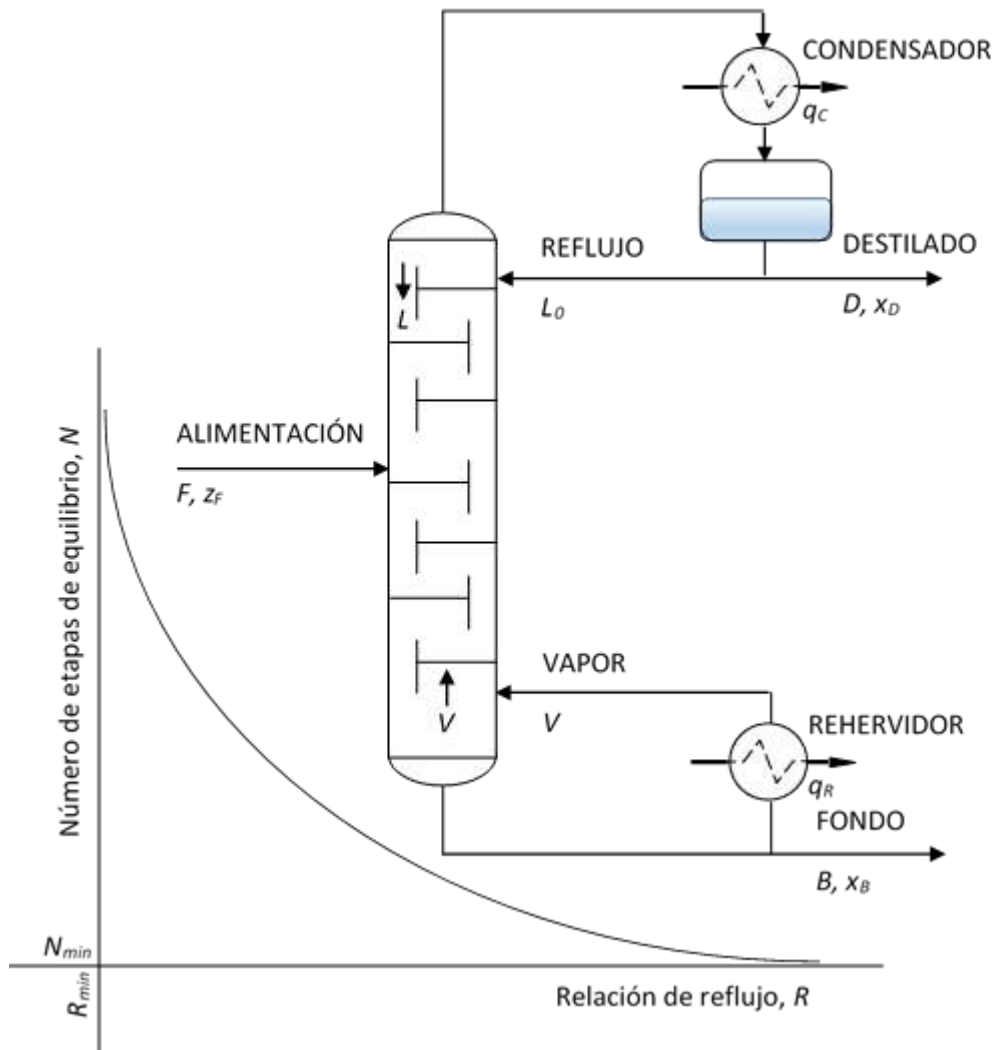 CONDENSADOR
q_C
REFLUJO
DESTILADO
L_0
D, x_D
L
ALIMENTACIÓN
F, z_F
Número de etapas de equilibrio, N
VAPOR
V
V
REHERVIDOR
q_R
FONDO
B, x_B
N_min
R_min
Relación de reflujo, R